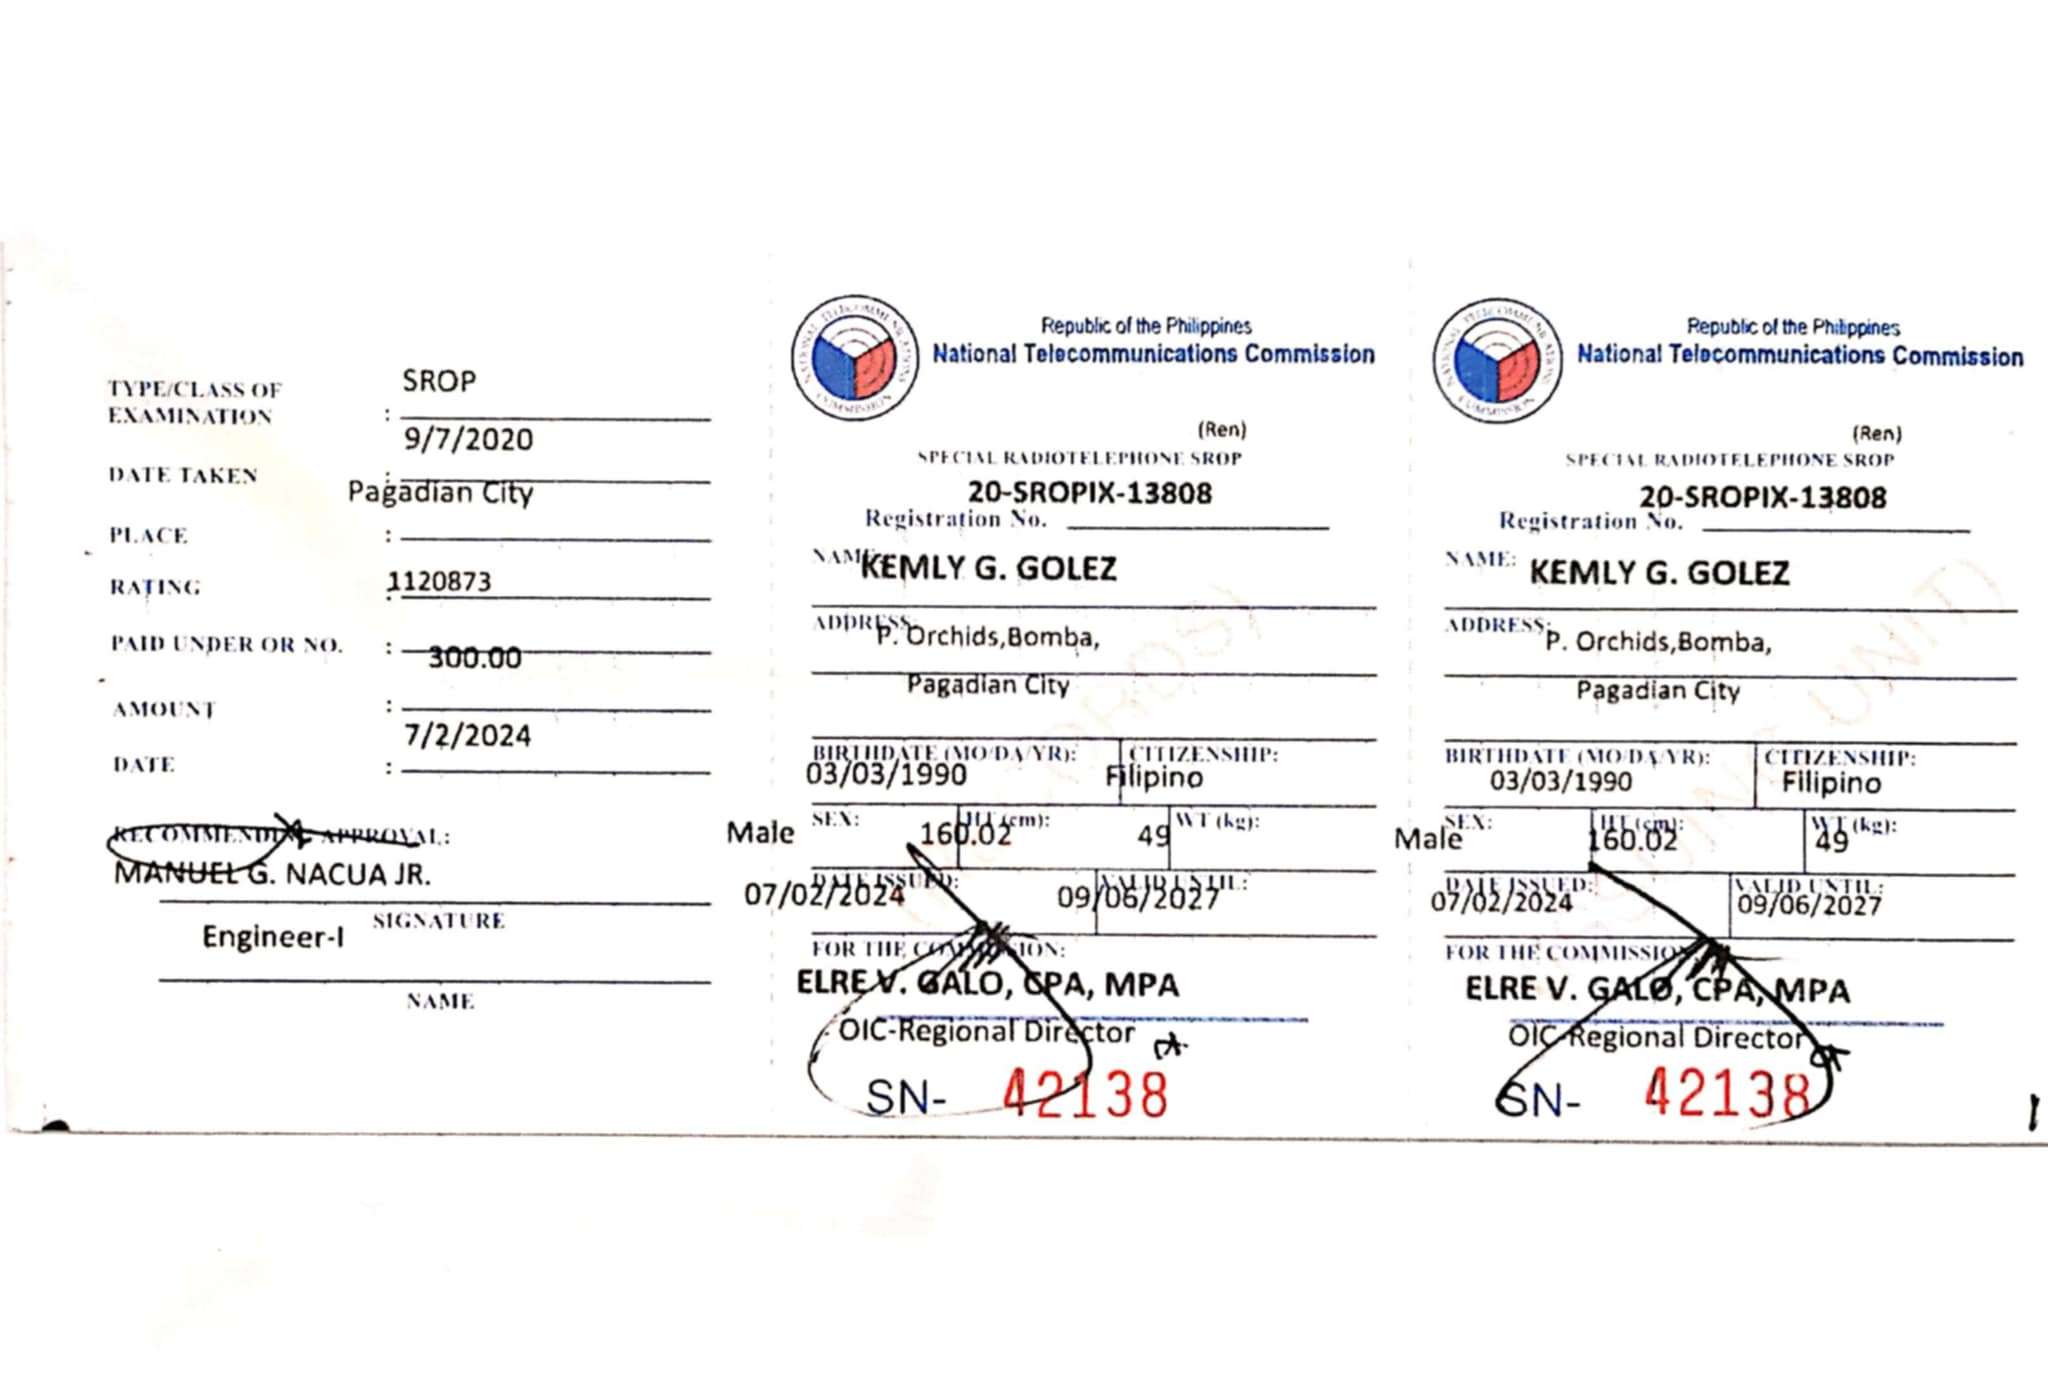 TYPE/CLASS OF
EXAMINATION : SROP
DATE TAKEN : 9/7/2020
PLACE : Pagadian City
RATING :
PAID UNDER OR NO. : 1120873
AMOUNT : 300.00
DATE : 7/2/2024
RECOMMENDING APPROVAL:
MANUEL G. NACUA JR.
SIGNATURE
Engineer-I
NAME
NATIONAL TELECOMMUNICATIONS COMMISSION
Republic of the Philippines
National Telecommunications Commission
(Ren)
SPECIAL RADIOTELEPHONE SROP
20-SROPIX-13808
Registration No.
NAME: KEMLY G. GOLEZ
ADDRESS: P. Orchids,Bomba,
Pagadian City
BIRTHDATE (MO/DA/YR): CITIZENSHIP:
03/03/1990 Filipino
SEX: HT (cm): WT (kg):
Male 160.02 49
DATE ISSUED: VALID UNTIL:
07/02/2024 09/06/2027
FOR THE COMMISSION:
ELRE V. GALO, CPA, MPA
OIC-Regional Director
SN- 42138
NATIONAL TELECOMMUNICATIONS COMMISSION
Republic of the Philippines
National Telecommunications Commission
(Ren)
SPECIAL RADIOTELEPHONE SROP
20-SROPIX-13808
Registration No.
NAME: KEMLY G. GOLEZ
ADDRESS: P. Orchids,Bomba,
Pagadian City
BIRTHDATE (MO/DA/YR): CITIZENSHIP:
03/03/1990 Filipino
SEX: HT (cm): WT (kg):
Male 160.02 49
DATE ISSUED: VALID UNTIL:
07/02/2024 09/06/2027
FOR THE COMMISSION
ELRE V. GALO, CPA, MPA
OIC-Regional Director
SN- 42138